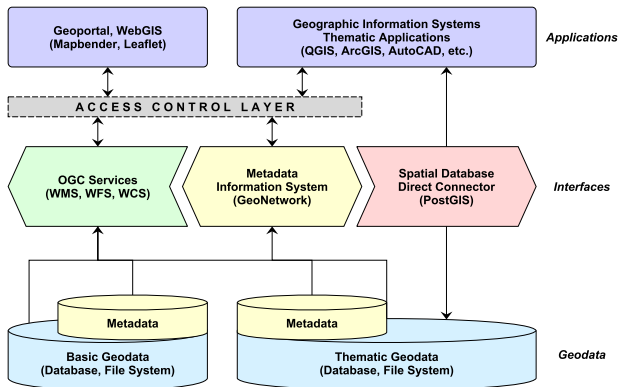 Geoportal, WebGIS
(Mapbender, Leaflet)
Geographic Information Systems
Thematic Applications
(QGIS, ArcGIS, AutoCAD, etc.)
Applications
ACCESS CONTROL LAYER
OGC Services
(WMS, WFS, WCS)
Metadata
Information System
(GeoNetwork)
Spatial Database
Direct Connector
(PostGIS)
Interfaces
Metadata
Basic Geodata
(Database, File System)
Metadata
Thematic Geodata
(Database, File System)
Geodata